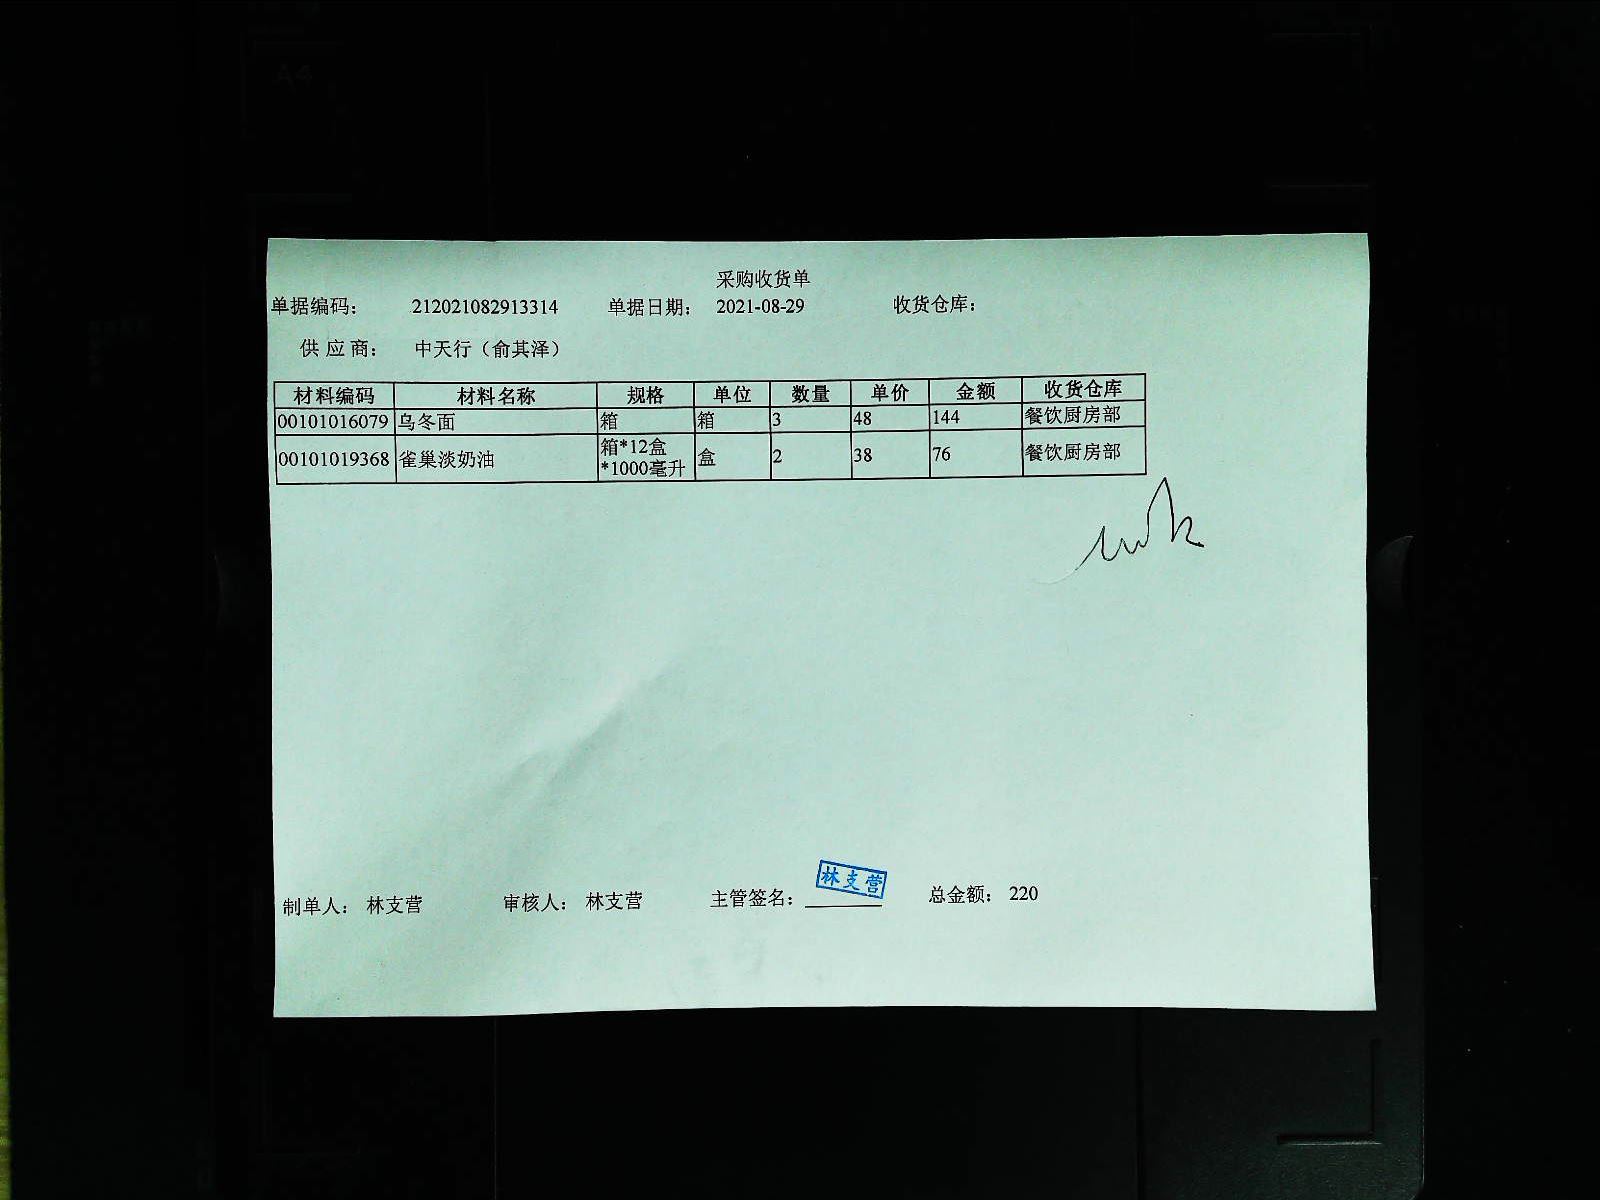 A4
采购收货单
单据编码： 212021082913314 单据日期： 2021-08-29 收货仓库：
供 应 商： 中天行（俞其泽）
材料编码 材料名称 规格 单位 数量 单价 金额 收货仓库
00101016079 乌冬面 箱 箱 3 48 144 餐饮厨房部
00101019368 雀巢淡奶油 箱*12盒*1000毫升 盒 2 38 76 餐饮厨房部
林支营
制单人： 林支营 审核人： 林支营 主管签名： 总金额： 220